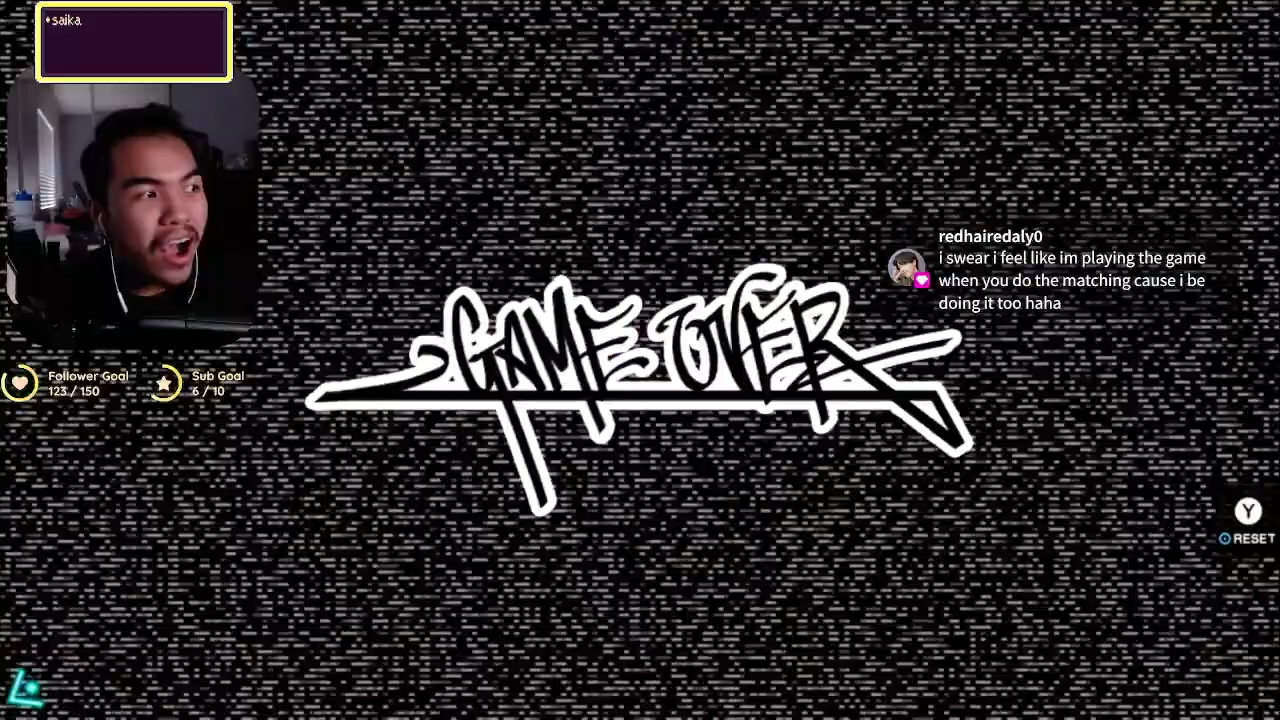 saika
Follower Goal
123 / 150
Sub Goal
6 / 10
GAME OVER
redhairedaly0
i swear i feel like im playing the game
when you do the matching cause i be
doing it too haha
Y
RESET